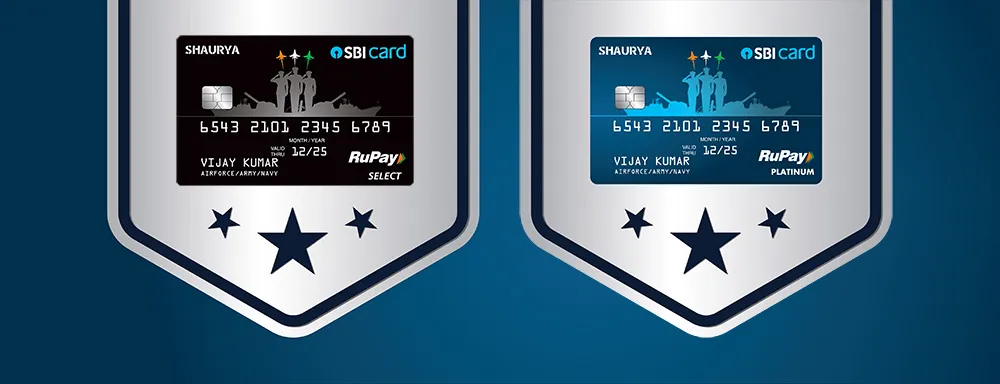 SHAURYA
SBI card
6543 2101 2345 6789
MONTH / YEAR
VALID THRU 12/25
VIJAY KUMAR
AIRFORCE/ARMY/NAVY
RuPay
SELECT
SHAURYA
SBI card
6543 2101 2345 6789
MONTH / YEAR
VALID THRU 12/25
VIJAY KUMAR
AIRFORCE/ARMY/NAVY
RuPay
PLATINUM